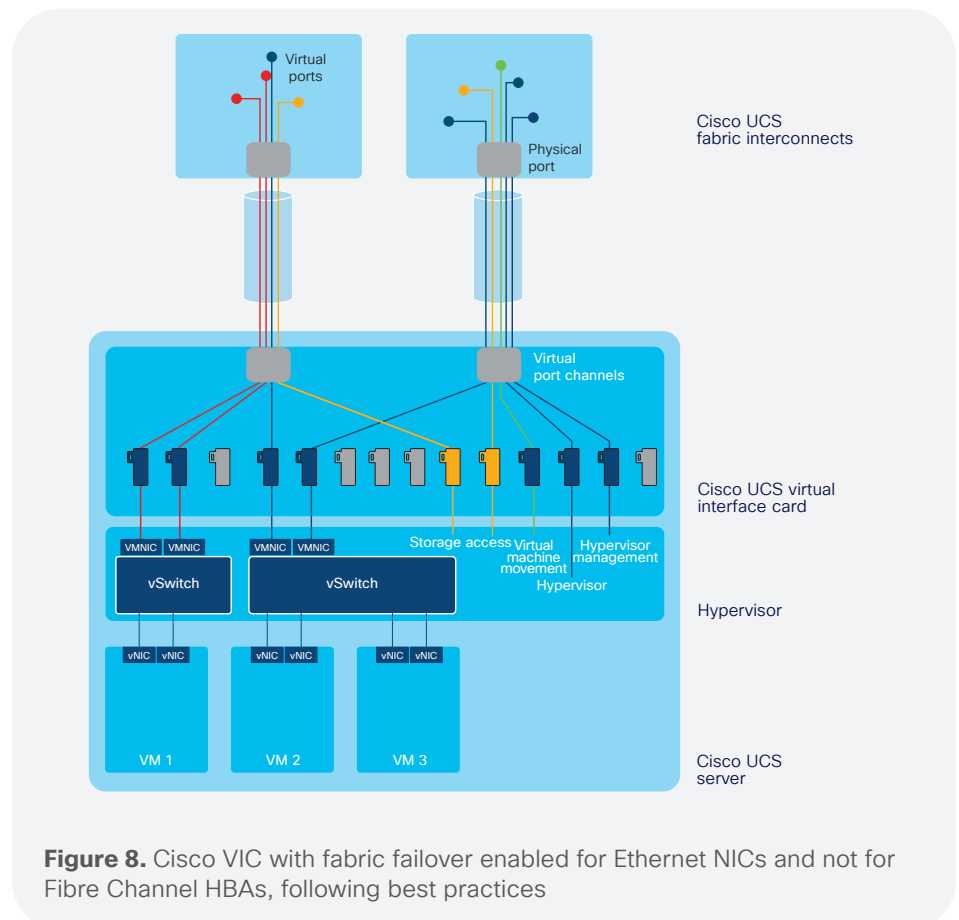 Virtual
ports
Physical
port
Cisco UCS
fabric interconnects
Virtual
port channels
Cisco UCS virtual
interface card
Storage access
Virtual
machine
movement
Hypervisor
management
Hypervisor
VMNIC VMNIC
VMNIC VMNIC
vSwitch
vSwitch
Hypervisor
vNIC vNIC
vNIC vNIC
vNIC vNIC
VM 1
VM 2
VM 3
Cisco UCS
server
Figure 8. Cisco VIC with fabric failover enabled for Ethernet NICs and not for
Fibre Channel HBAs, following best practices